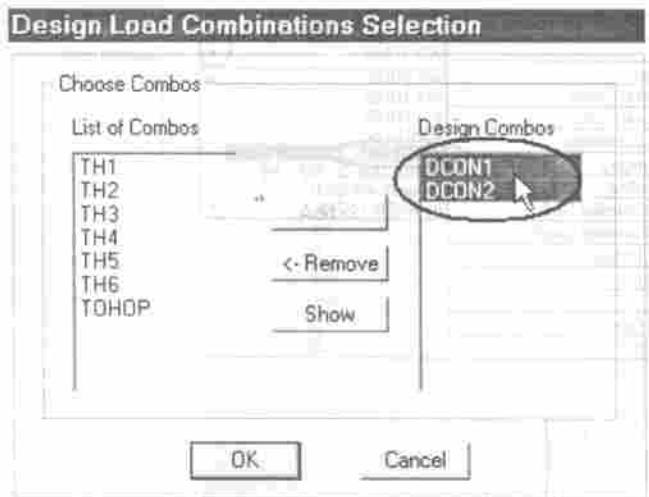 Design Load Combinations Selection
Choose Combos
List of Combos
Design Combos
TH1
TH2
TH3
TH4
TH5
TH6
TOHOP
Add
<- Remove
Show
DCON1
DCON2
OK
Cancel